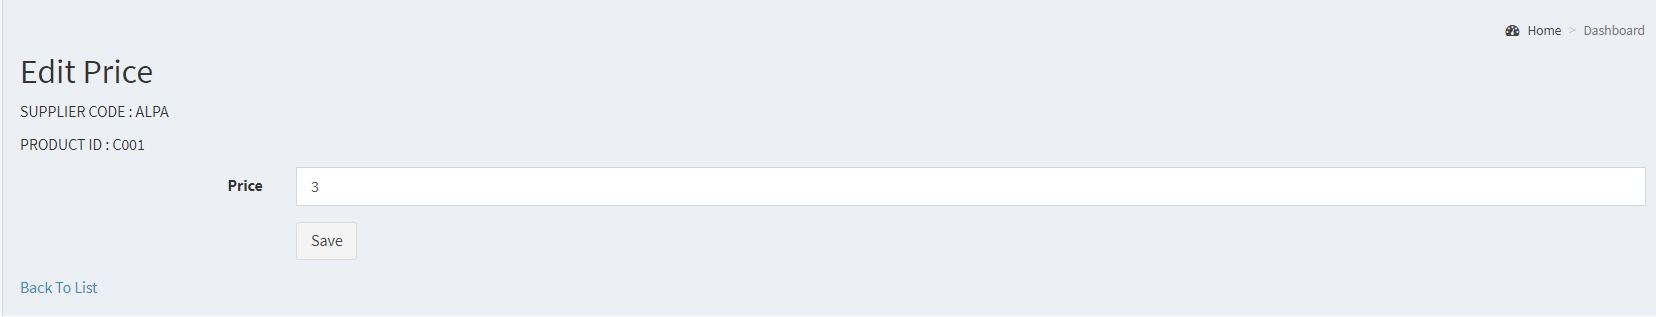 Home > Dashboard
Edit Price
SUPPLIER CODE : ALPA
PRODUCT ID : C001
Price 3
Save
Back To List